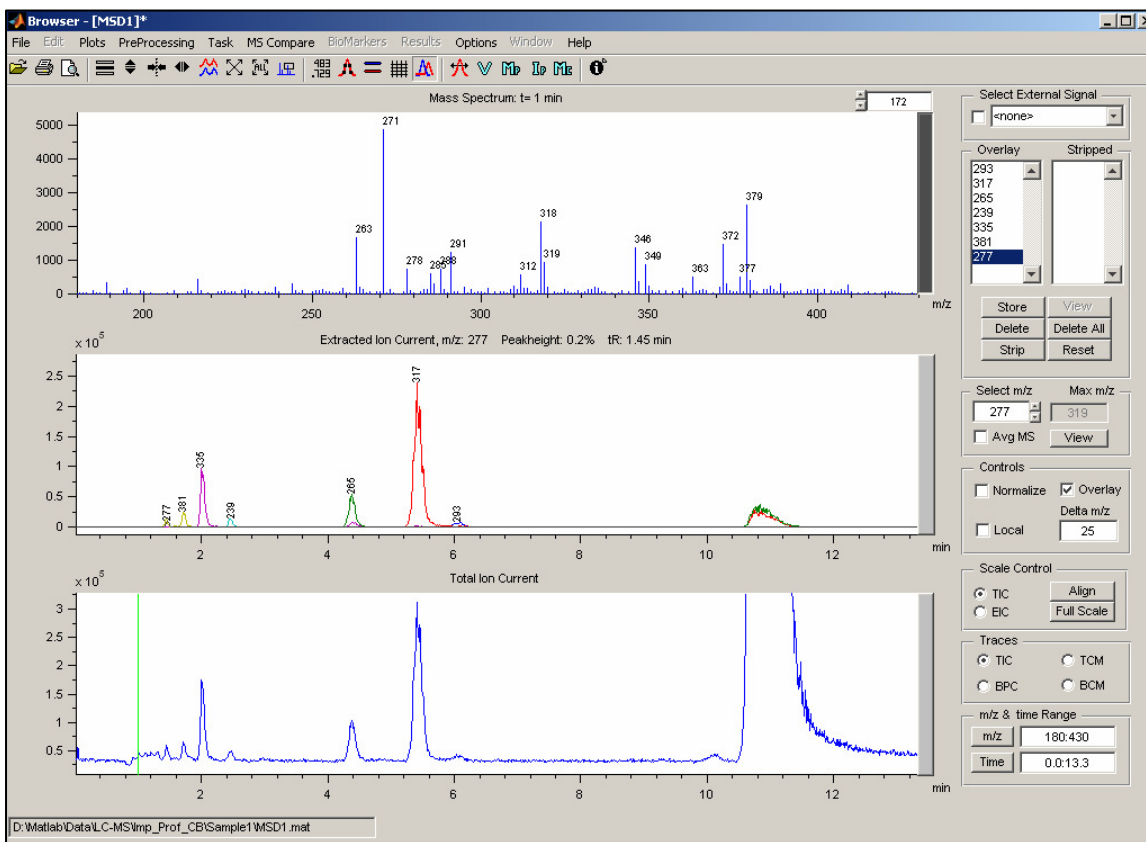 Browser - [MSD1]*
File Edit Plots PreProcessing Task MS Compare BioMarkers Results Options Window Help
Mass Spectrum: t= 1 min
172
5000
4000
3000
2000
1000
0
271
263
278
285
288
291
312
318
319
346
349
363
372
377
379
200 250 300 350 400
m/z
Extracted Ion Current, m/z: 277 Peakheight: 0.2% tR: 1.45 min
x 10^5
2.5
2
1.5
1
0.5
0
277
381
335
239
265
317
293
2 4 6 8 10 12
min
Total Ion Current
x 10^5
3
2.5
2
1.5
1
0.5
2 4 6 8 10 12
min
Select External Signal
<none>
Overlay Stripped
293
317
265
239
335
381
277
Store View
Delete Delete All
Strip Reset
Select m/z Max m/z
277 319
Avg MS View
Controls
Normalize Overlay
Delta m/z
Local 25
Scale Control
TIC Align
EIC Full Scale
Traces
TIC TCM
BPC BCM
m/z & time Range
m/z 180:430
Time 0.0:13.3
D:\Matlab\Data\LC-MS\Imp_Prof_CB\Sample1\MSD1.mat